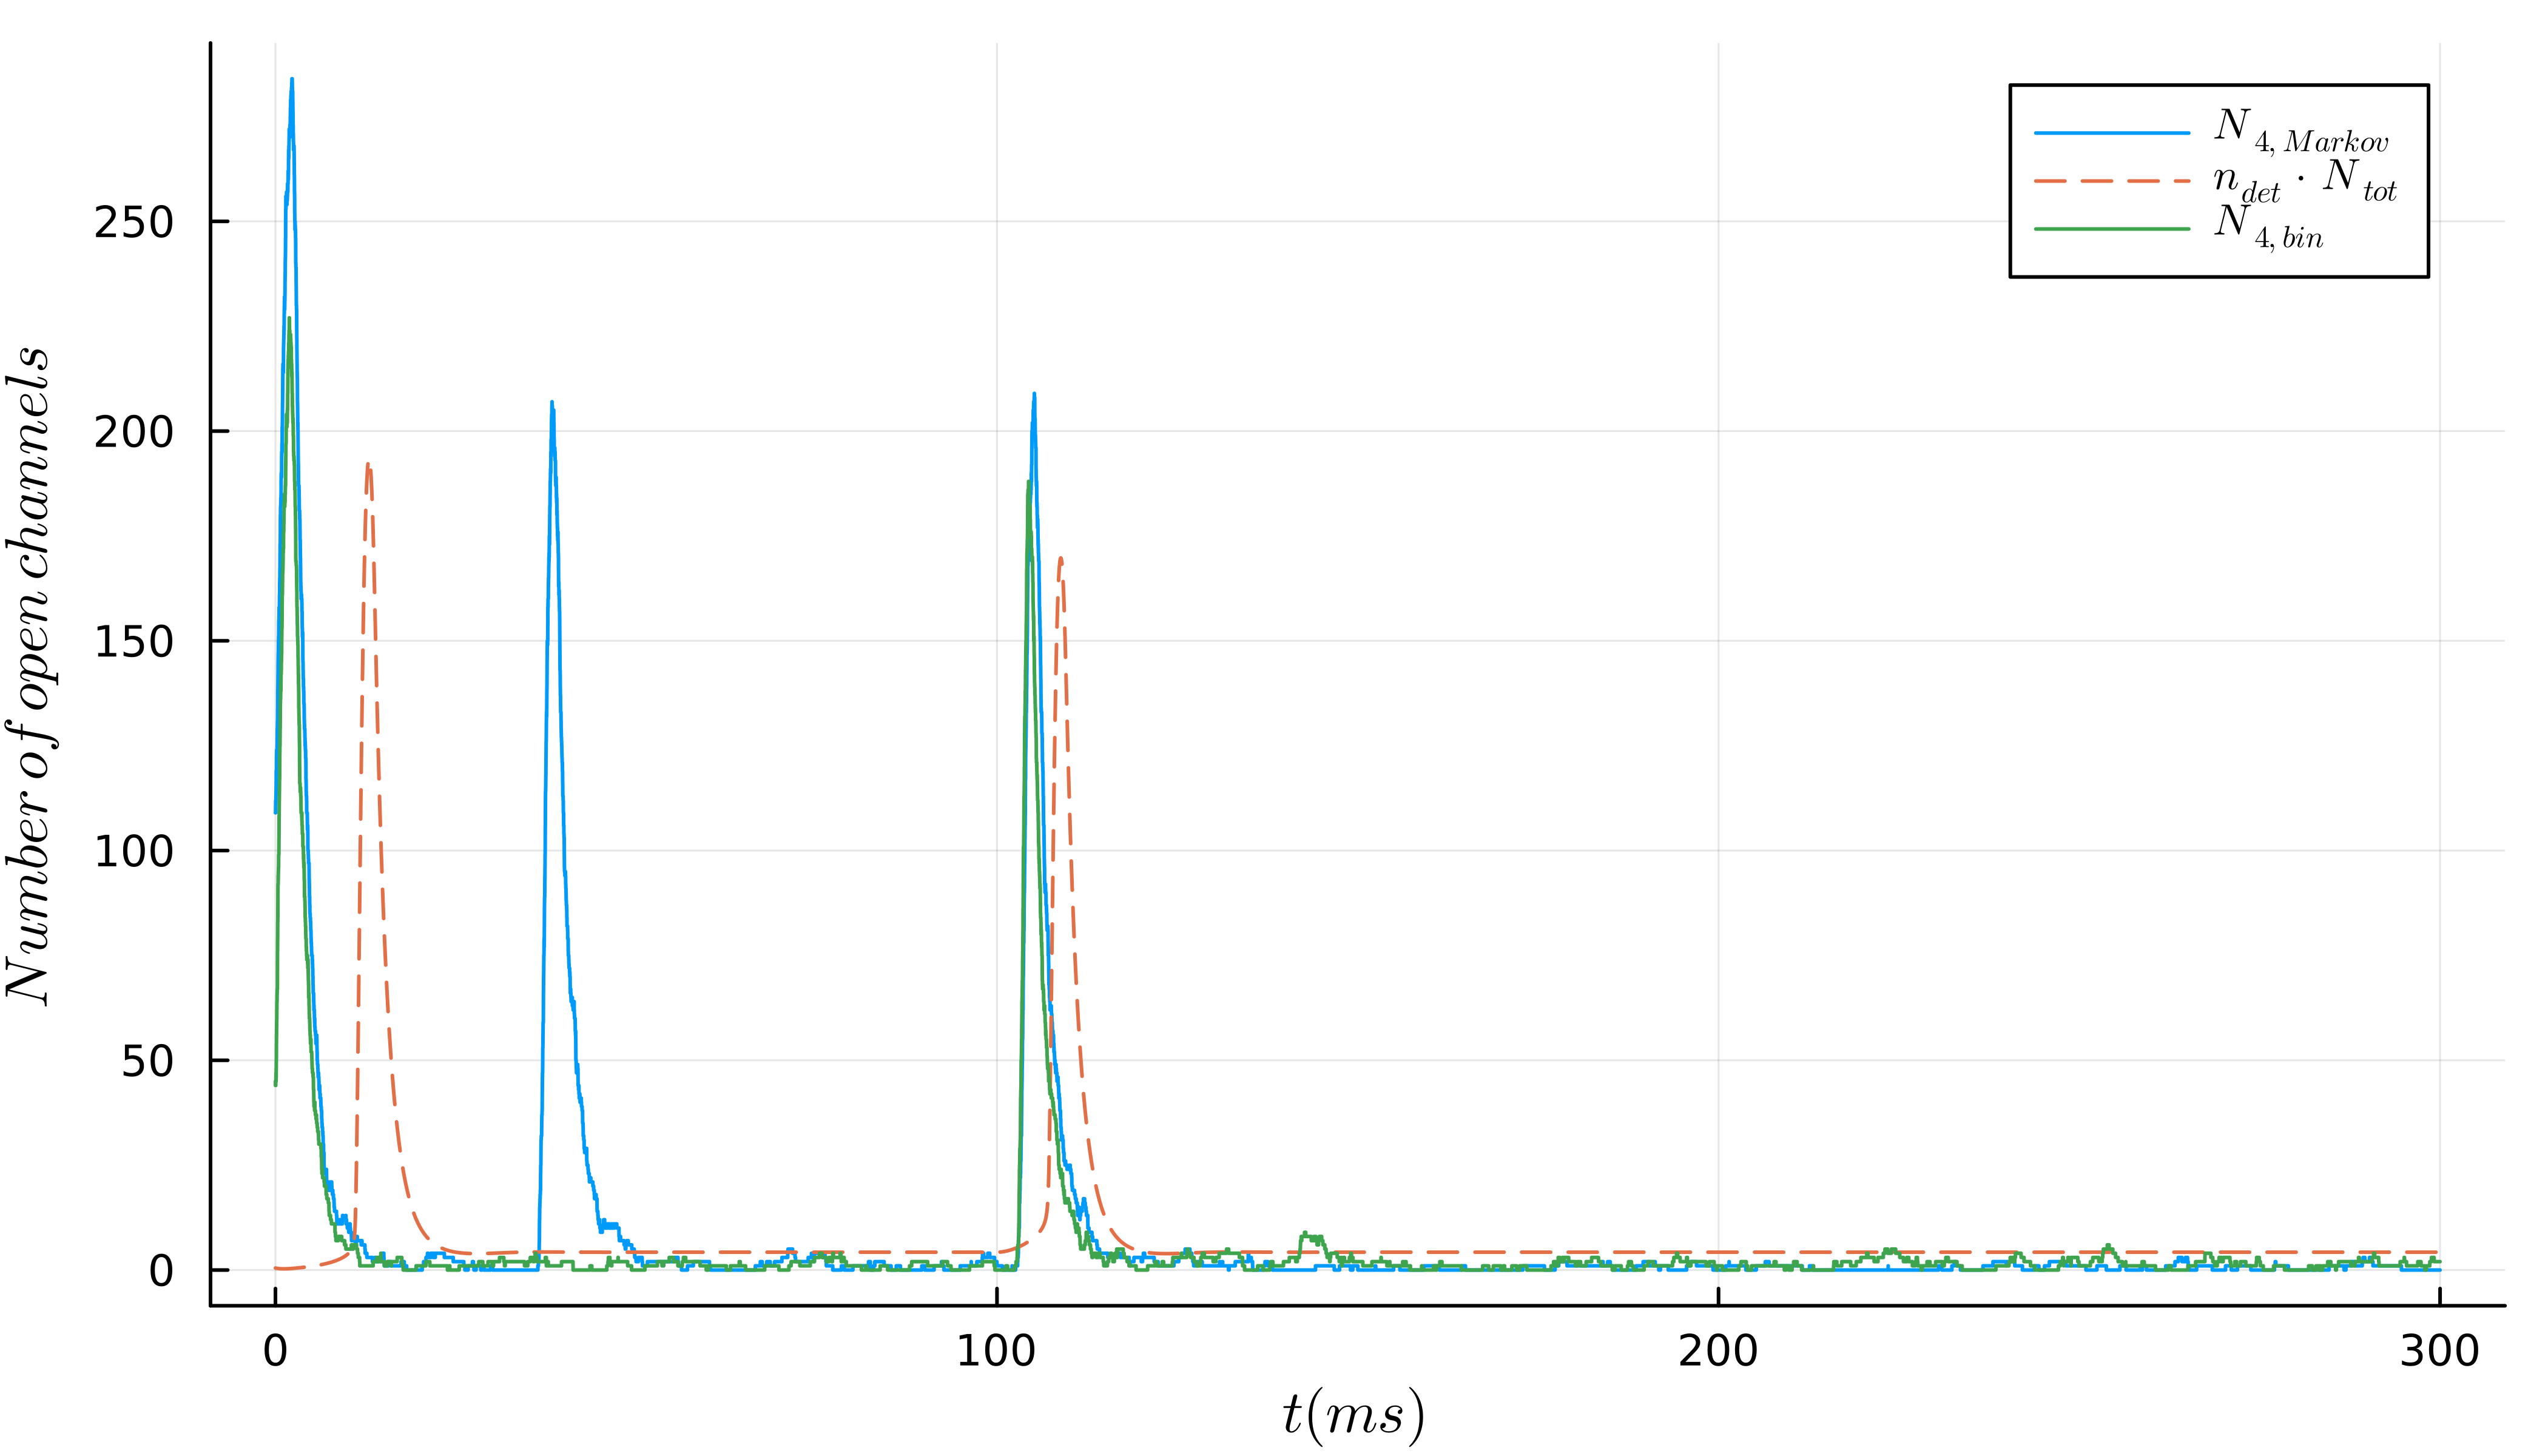 N4, Markov
ndet · Ntot
N4, bin
250
200
150
100
50
0
Number of open channels
0 100 200 300
t(ms)